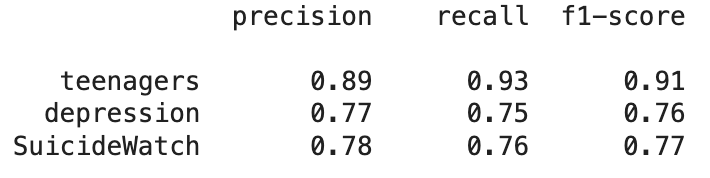 precision recall f1-score
teenagers 0.89 0.93 0.91
depression 0.77 0.75 0.76
SuicideWatch 0.78 0.76 0.77